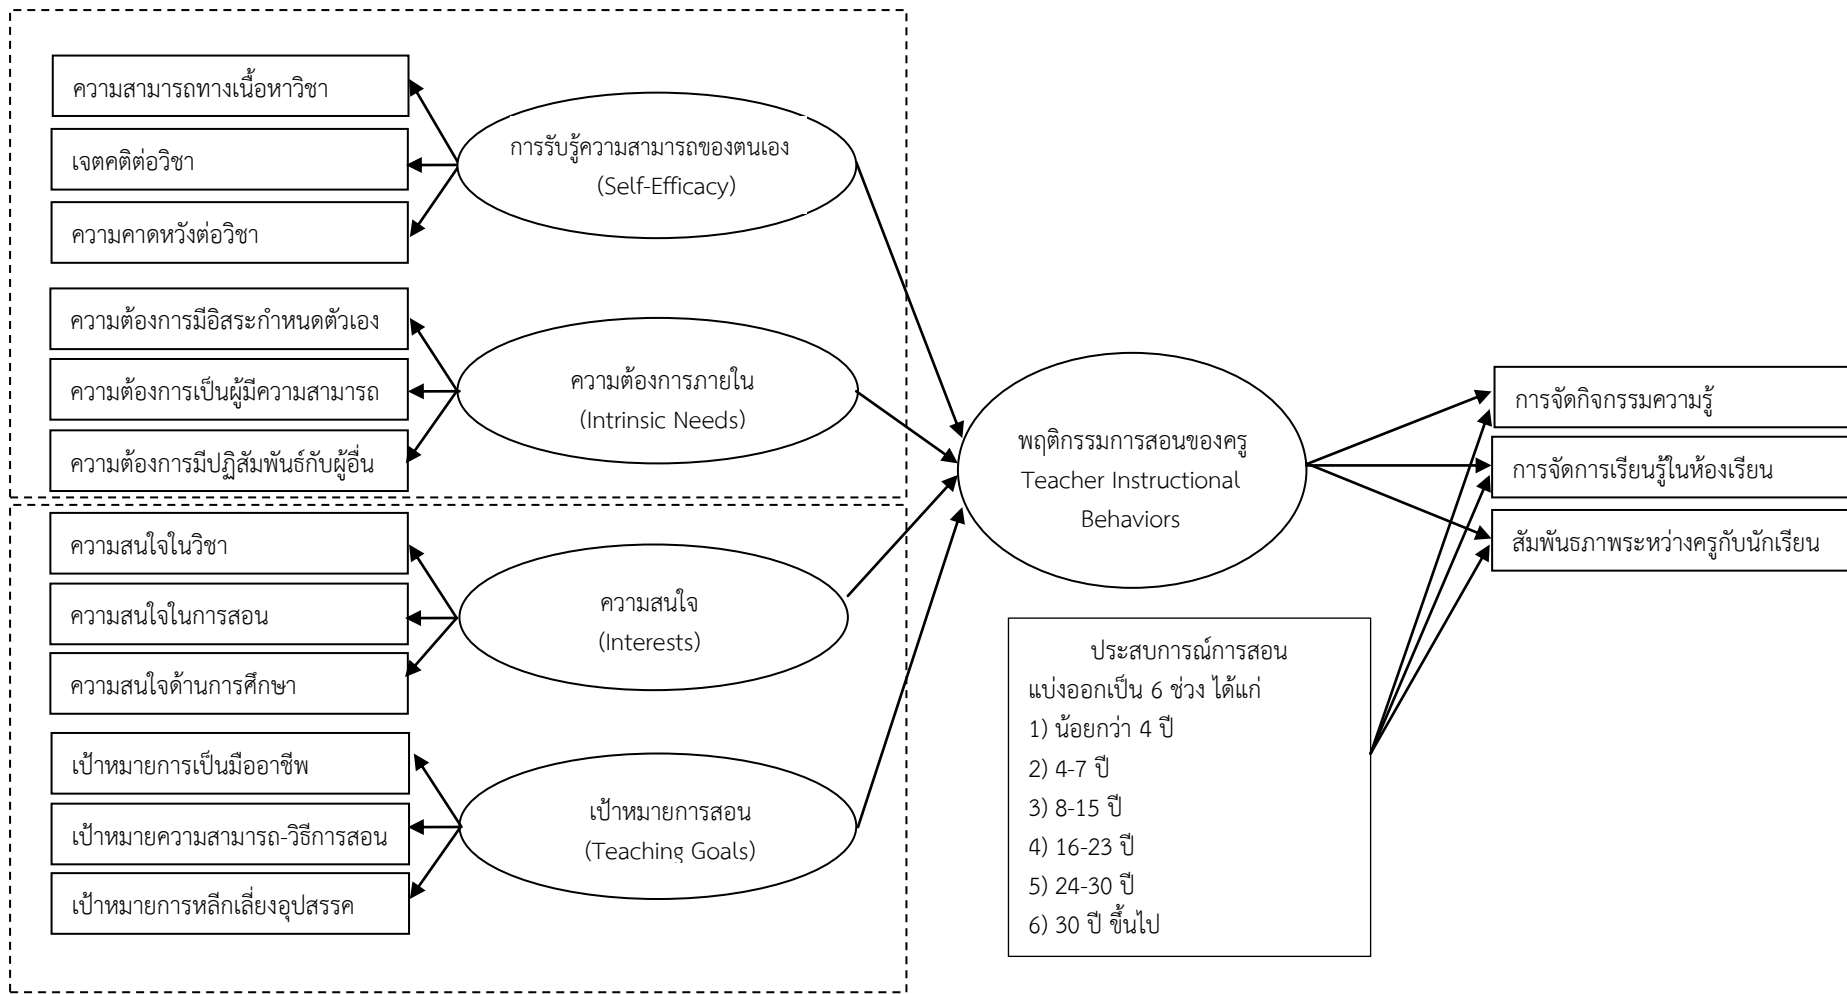 ความสามารถทางเนื้อหาวิชา
เจตคติต่อวิชา
ความคาดหวังต่อวิชา
การรับรู้ความสามารถของตนเอง
(Self-Efficacy)
ความต้องการมีอิสระกำหนดตัวเอง
ความต้องการเป็นผู้มีความสามารถ
ความต้องการมีปฏิสัมพันธ์กับผู้อื่น
ความต้องการภายใน
(Intrinsic Needs)
ความสนใจในวิชา
ความสนใจในการสอน
ความสนใจด้านการศึกษา
ความสนใจ
(Interests)
เป้าหมายการเป็นมืออาชีพ
เป้าหมายความสามารถ-วิธีการสอน
เป้าหมายการหลีกเลี่ยงอุปสรรค
เป้าหมายการสอน
(Teaching Goals)
พฤติกรรมการสอนของครู
Teacher Instructional
Behaviors
ประสบการณ์การสอน
แบ่งออกเป็น 6 ช่วง ได้แก่
1) น้อยกว่า 4 ปี
2) 4-7 ปี
3) 8-15 ปี
4) 16-23 ปี
5) 24-30 ปี
6) 30 ปี ขึ้นไป
การจัดกิจกรรมความรู้
การจัดการเรียนรู้ในห้องเรียน
สัมพันธภาพระหว่างครูกับนักเรียน